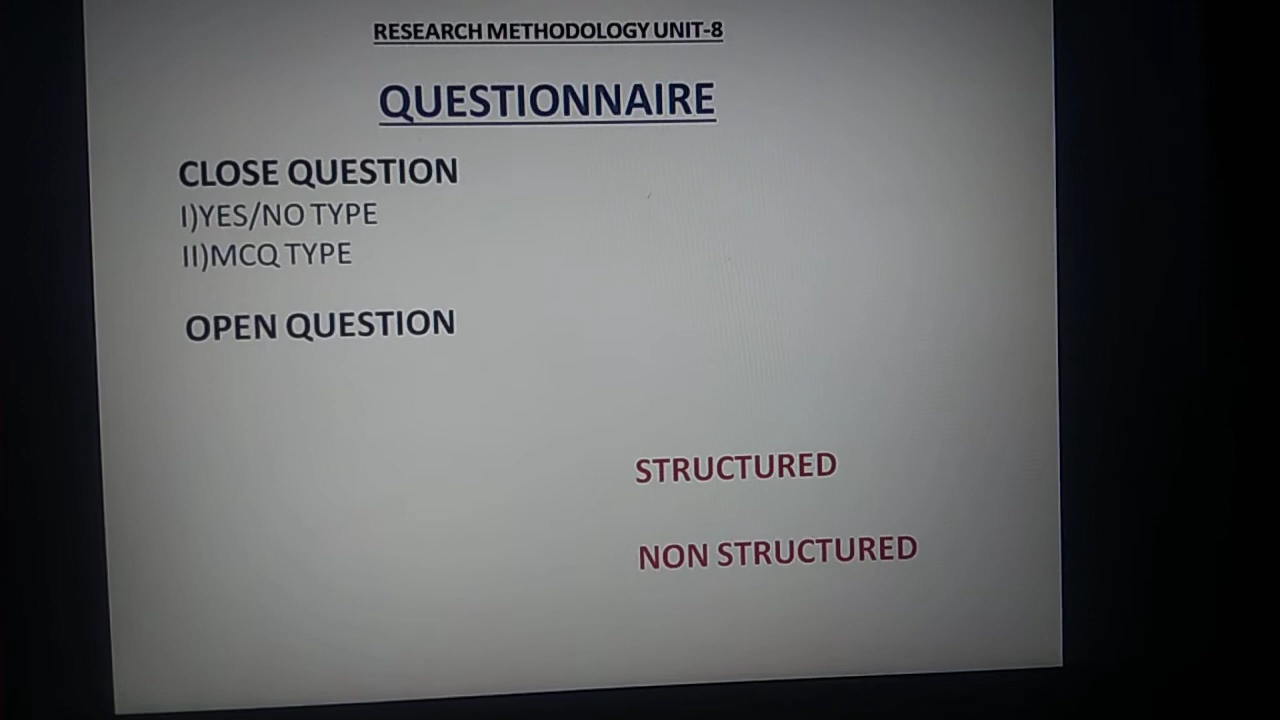 RESEARCH METHODOLOGY UNIT-8
QUESTIONNAIRE
CLOSE QUESTION
I)YES/NO TYPE
II)MCQ TYPE
OPEN QUESTION
STRUCTURED
NON STRUCTURED